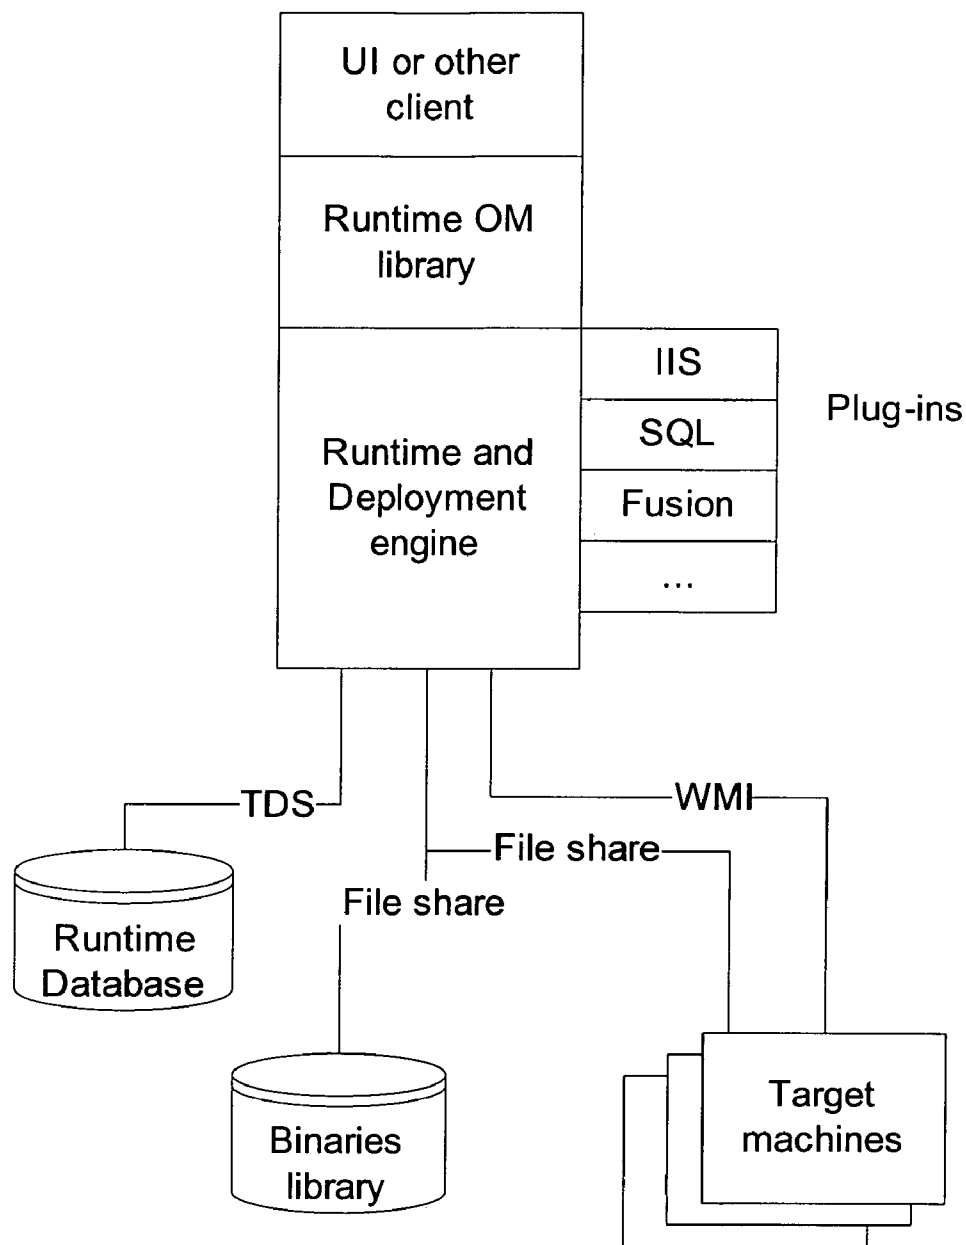 UI or other
client
Runtime OM
library
IIS
Plug-ins
SQL
Runtime and
Deployment
engine
Fusion
...
TDS
WMI
File share
File share
Runtime
Database
Target
machines
Binaries
library